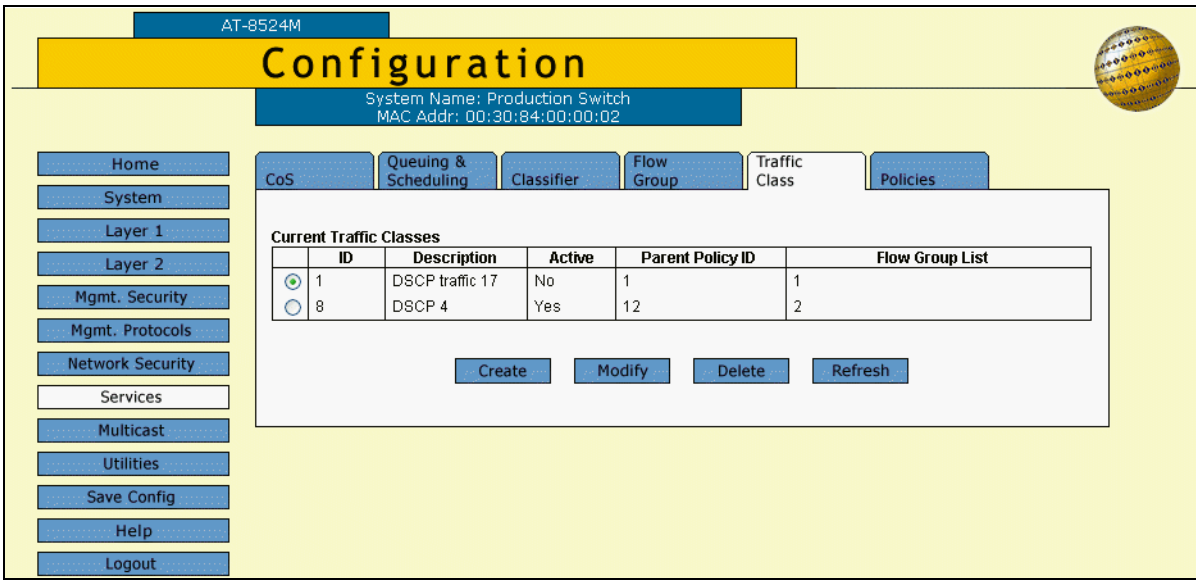 AT-8524M
Configuration
System Name: Production Switch
MAC Addr: 00:30:84:00:00:02
Home
System
Layer 1
Layer 2
Mgmt. Security
Mgmt. Protocols
Network Security
Services
Multicast
Utilities
Save Config
Help
Logout
CoS
Queuing &
Scheduling
Classifier
Flow
Group
Traffic
Class
Policies
Current Traffic Classes
ID Description Active Parent Policy ID Flow Group List
1 DSCP traffic 17 No 1 1
8 DSCP 4 Yes 12 2
Create Modify Delete Refresh